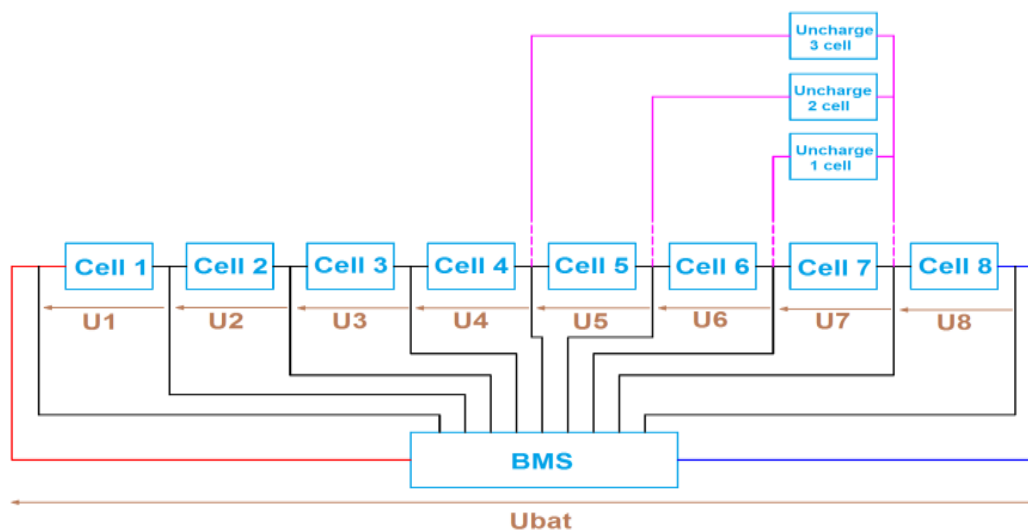 Uncharge
3 cell
Uncharge
2 cell
Uncharge
1 cell
Cell 1
Cell 2
Cell 3
Cell 4
Cell 5
Cell 6
Cell 7
Cell 8
U1
U2
U3
U4
U5
U6
U7
U8
BMS
Ubat